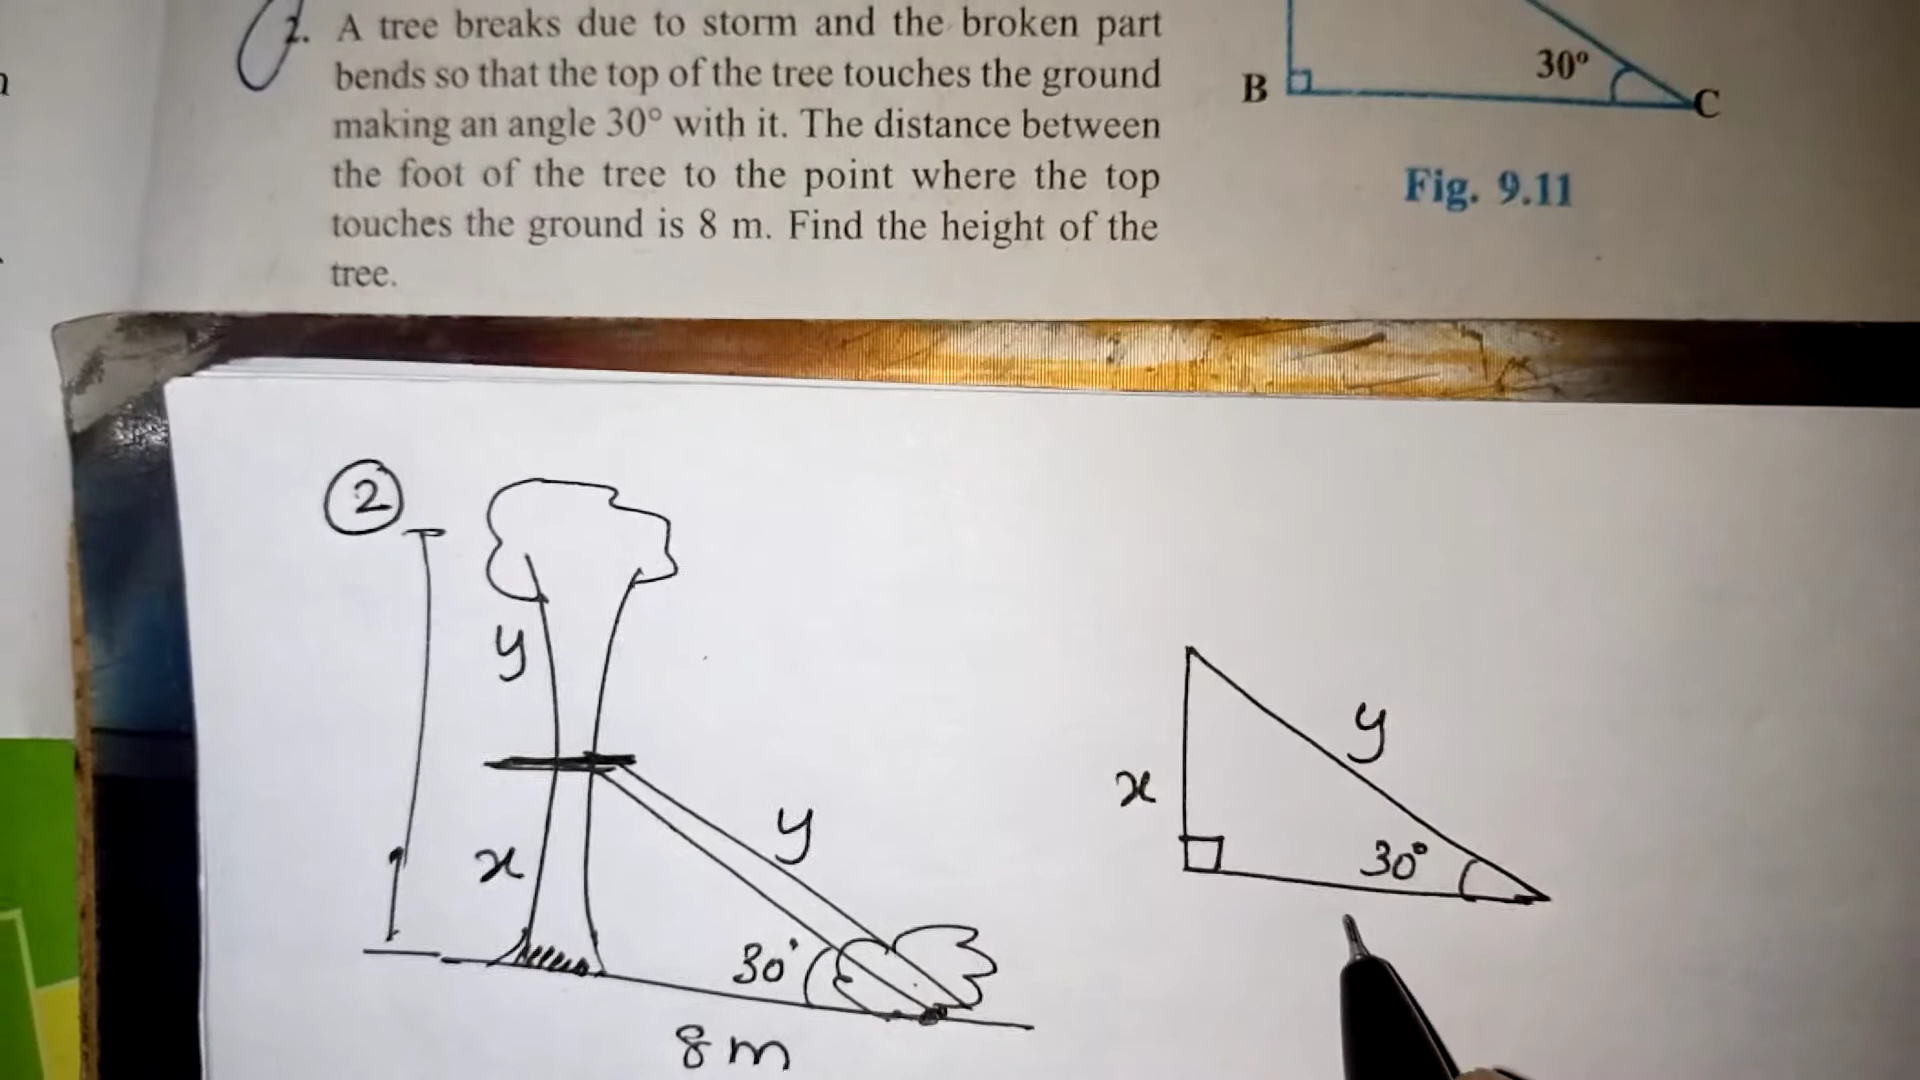 2. A tree breaks due to storm and the broken part
bends so that the top of the tree touches the ground
making an angle 30° with it. The distance between
the foot of the tree to the point where the top
touches the ground is 8 m. Find the height of the
tree.
30°
B
C
Fig. 9.11
2
y
x
y
30°
8 m
x
y
30°